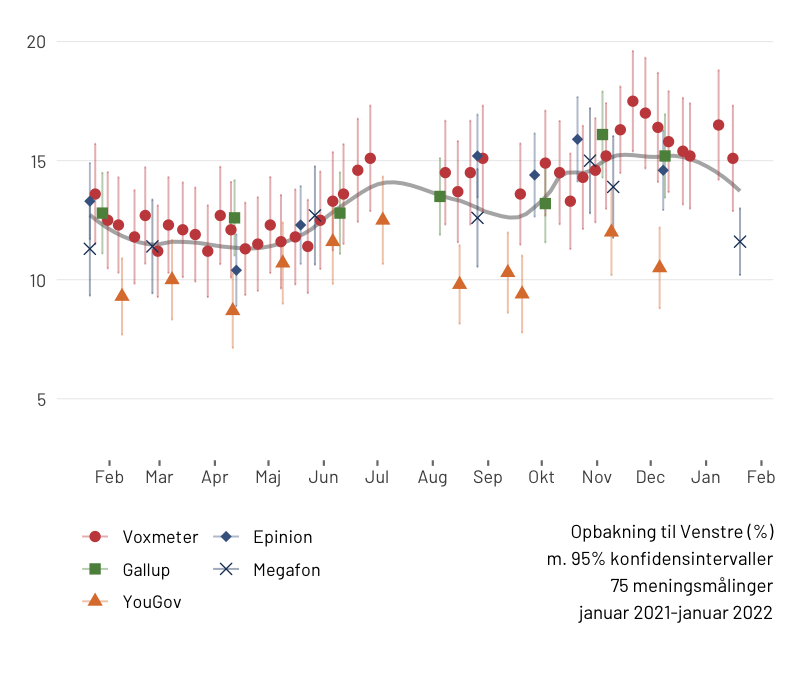 20
15
10
5
Feb Mar Apr Maj Jun Jul Aug Sep Okt Nov Dec Jan Feb
Voxmeter Epinion
Gallup Megafon
YouGov
Opbakning til Venstre (%)
m. 95% konfidensintervaller
75 meningsmålinger
januar 2021-januar 2022